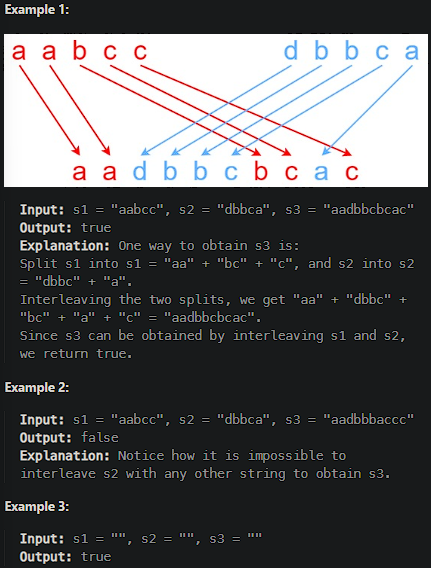 Example 1:
a a b c c d b b c a
a a d b b c b c a c
Input: s1 = "aabcc", s2 = "dbbca", s3 = "aadbbcbcac"
Output: true
Explanation: One way to obtain s3 is:
Split s1 into s1 = "aa" + "bc" + "c", and s2 into s2
= "dbbc" + "a".
Interleaving the two splits, we get "aa" + "dbbc" +
"bc" + "a" + "c" = "aadbbcbcac".
Since s3 can be obtained by interleaving s1 and s2,
we return true.
Example 2:
Input: s1 = "aabcc", s2 = "dbbca", s3 = "aadbbbaccc"
Output: false
Explanation: Notice how it is impossible to
interleave s2 with any other string to obtain s3.
Example 3:
Input: s1 = "", s2 = "", s3 = ""
Output: true